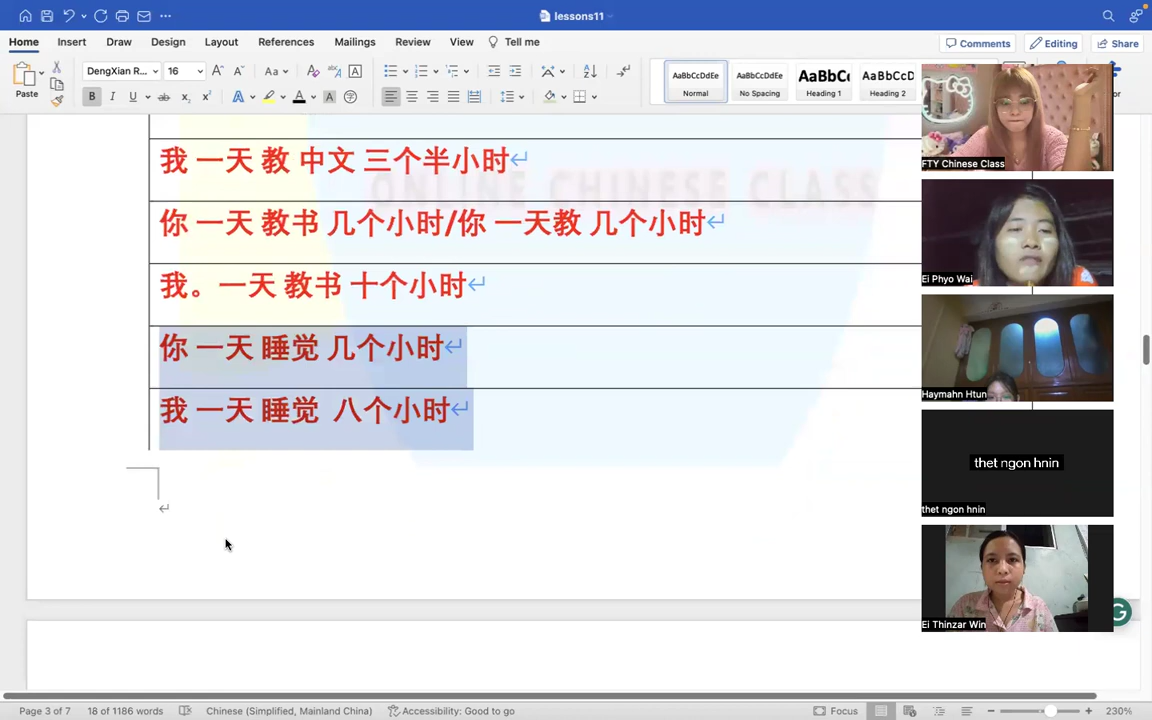 lessons11
Home Insert Draw Design Layout References Mailings Review View Tell me
Comments Editing Share
Paste
DengXian R... 16
AaBbCcDdEe AaBbCcDdEe AaBbC AaBbCcD
Normal No Spacing Heading 1 Heading 2
ONLINE CHINESE CLASS
我 一天 教 中文 三个半小时
你 一天 教书 几个小时/你 一天教 几个小时
我。一天 教书 十个小时
你 一天 睡觉 几个小时
我 一天 睡觉 八个小时
FTY Chinese Class
Ei Phyo Wai
Haymahn Htun
thet ngon hnin
thet ngon hnin
Ei Thinzar Win
Page 3 of 7 18 of 1186 words Chinese (Simplified, Mainland China) Accessibility: Good to go Focus 230%